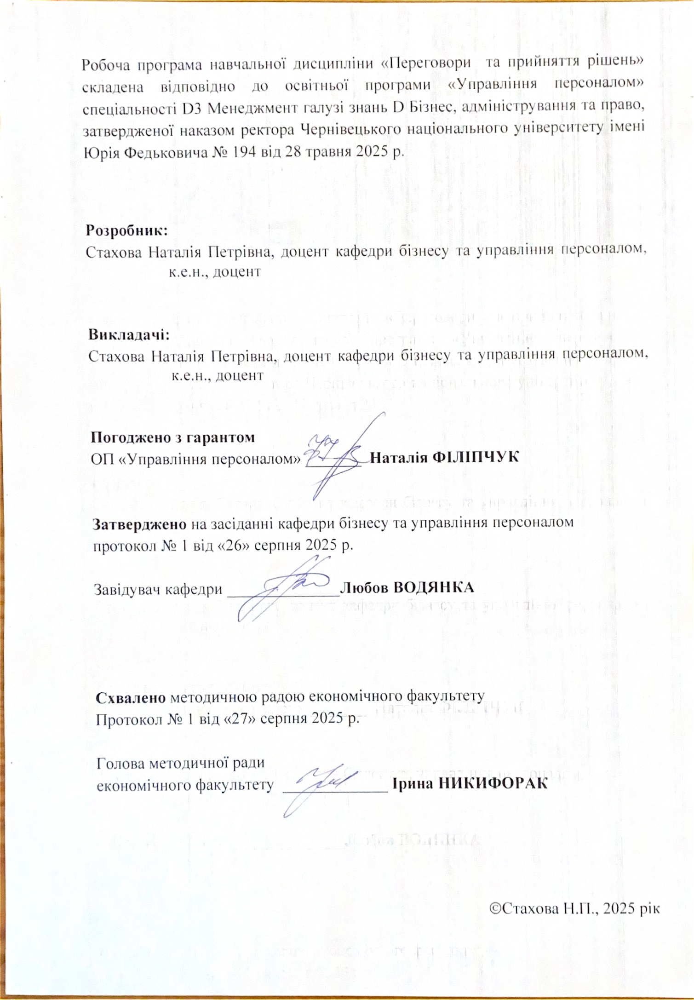 Робоча програма навчальної дисципліни «Переговори та прийняття рішень»
складена відповідно до освітньої програми «Управління персоналом»
спеціальності D3 Менеджмент галузі знань D Бізнес, адміністрування та право,
затвердженої наказом ректора Чернівецького національного університету імені
Юрія Федьковича № 194 від 28 травня 2025 р.
Розробник:
Стахова Наталія Петрівна, доцент кафедри бізнесу та управління персоналом,
к.е.н., доцент
Викладачі:
Стахова Наталія Петрівна, доцент кафедри бізнесу та управління персоналом,
к.е.н., доцент
Погоджено з гарантом
ОП «Управління персоналом» _______ Наталія ФІЛІПЧУК
Затверджено на засіданні кафедри бізнесу та управління персоналом
протокол № 1 від «26» серпня 2025 р.
Завідувач кафедри ______________Любов ВОДЯНКА
Схвалено методичною радою економічного факультету
Протокол № 1 від «27» серпня 2025 р.
Голова методичної ради
економічного факультету _____________ Ірина НИКИФОРАК
©Стахова Н.П., 2025 рік